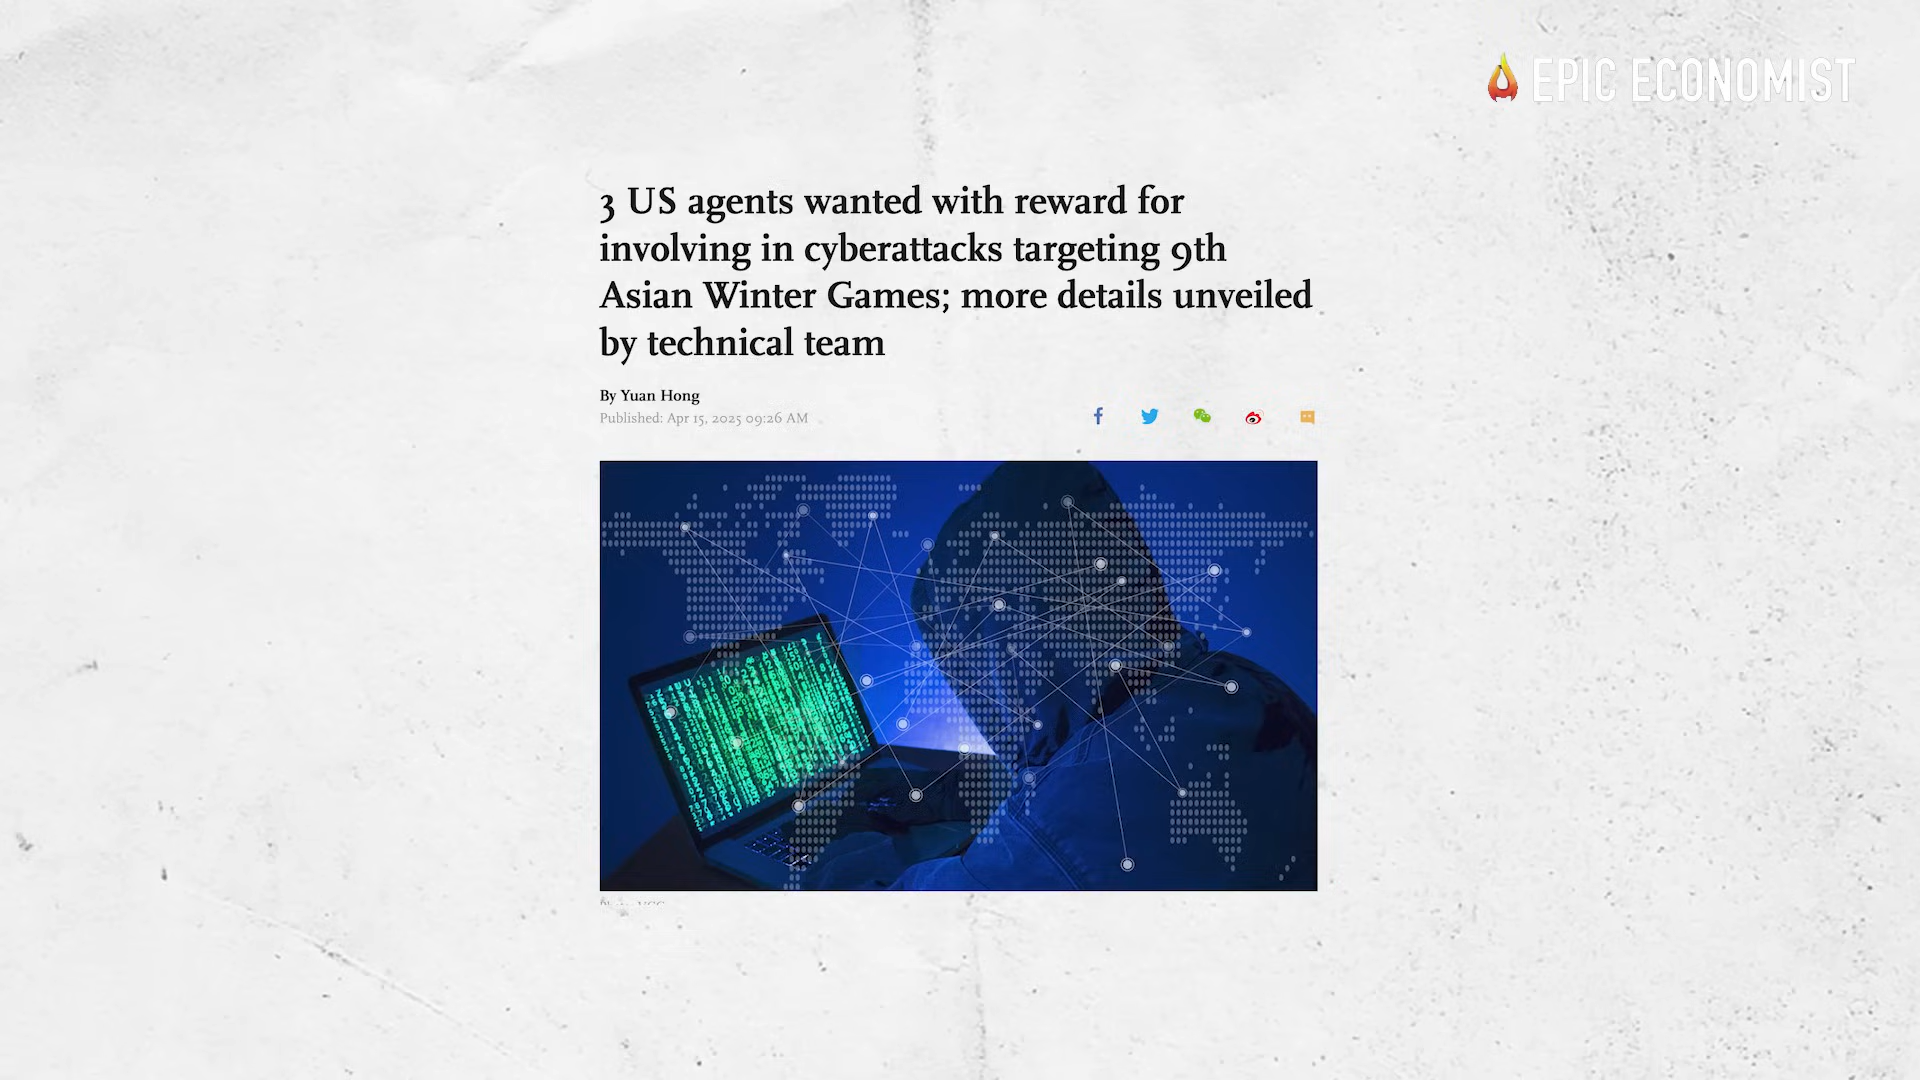 EPIC ECONOMIST
3 US agents wanted with reward for
involving in cyberattacks targeting 9th
Asian Winter Games; more details unveiled
by technical team
By Yuan Hong
Published: Apr 15, 2025 09:26 AM